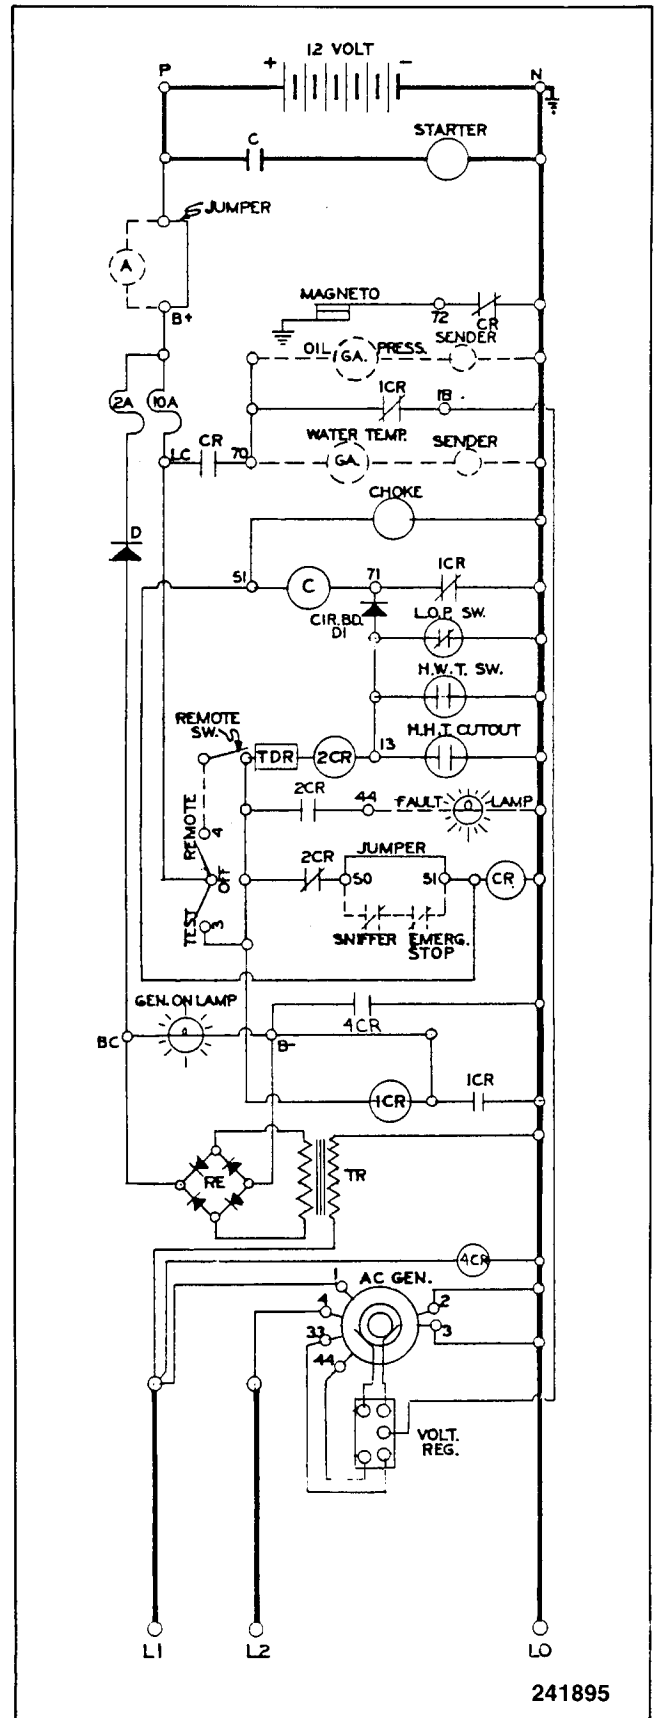 12 VOLT
P + - N
C STARTER
JUMPER
A
B+
MAGNETO
72 CR
OIL GA. PRESS. SENDER
2A 10A
1CR 1B
WATER TEMP. SENDER
LC CR 70 GA.
CHOKE
D
51 C 71 1CR
CIR. BD. D1
L.O.P. SW.
H.W.T. SW.
REMOTE SW.
H.H.T. CUTOUT
TDR 2CR 13
2CR 44 FAULT LAMP
4
REMOTE
OFF
TEST
3
JUMPER
2CR 50 51 CR
SNIFFER EMERG. STOP
GEN. ON LAMP
4CR
BC B-
1CR 1CR
RE TR
4CR
1 AC GEN.
4 2
33 3
44
VOLT. REG.
L1 L2 LO
241895